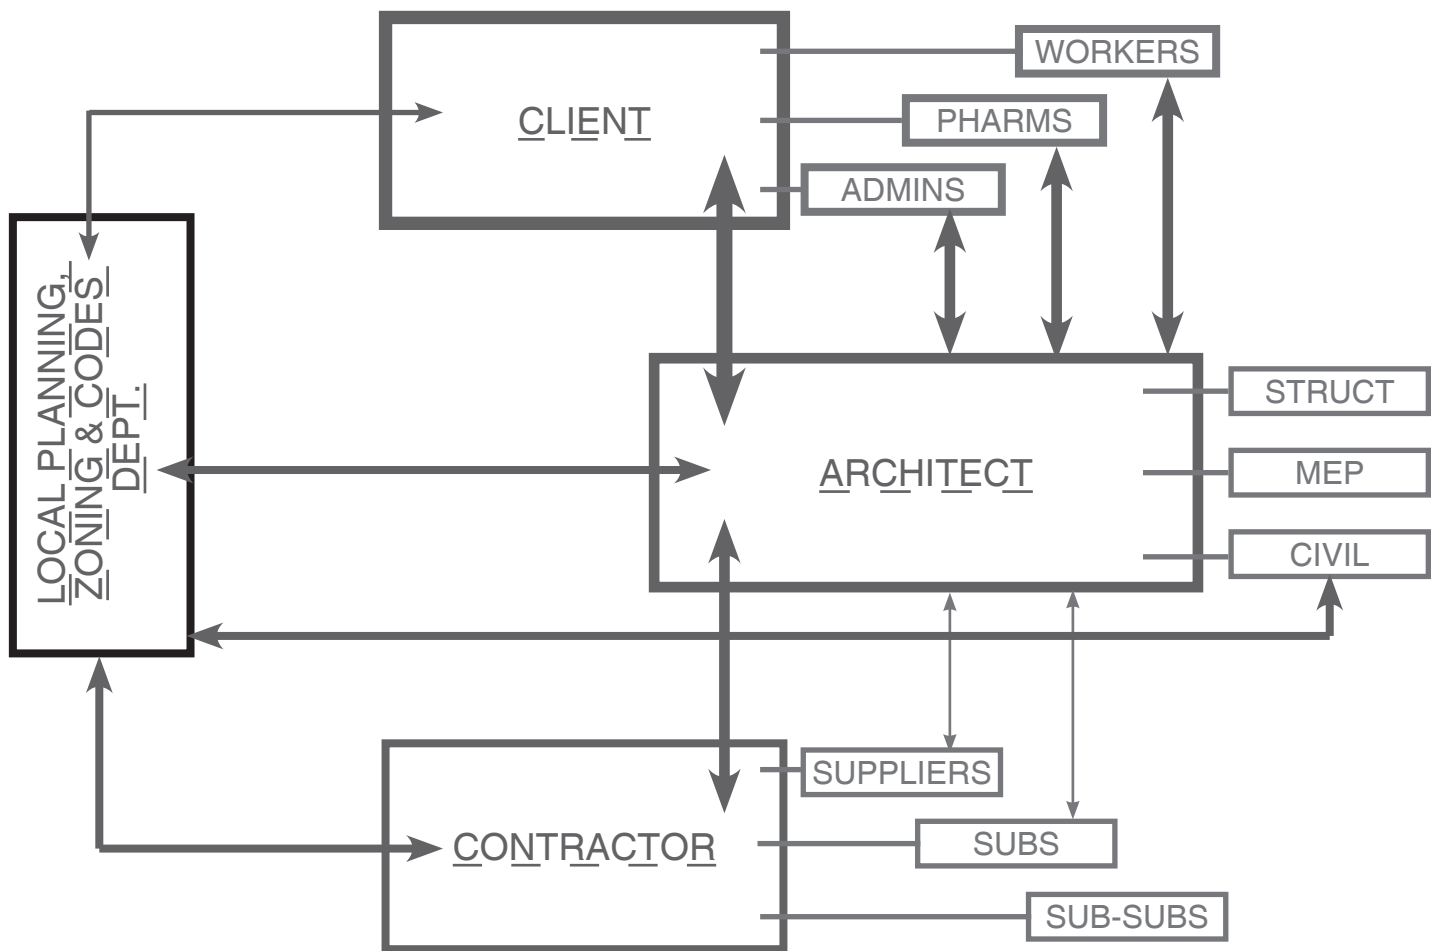 WORKERS
CLIENT
PHARMS
ADMINS
LOCAL PLANNING,
ZONING & CODES
DEPT.
STRUCT
ARCHITECT
MEP
CIVIL
SUPPLIERS
CONTRACTOR
SUBS
SUB-SUBS